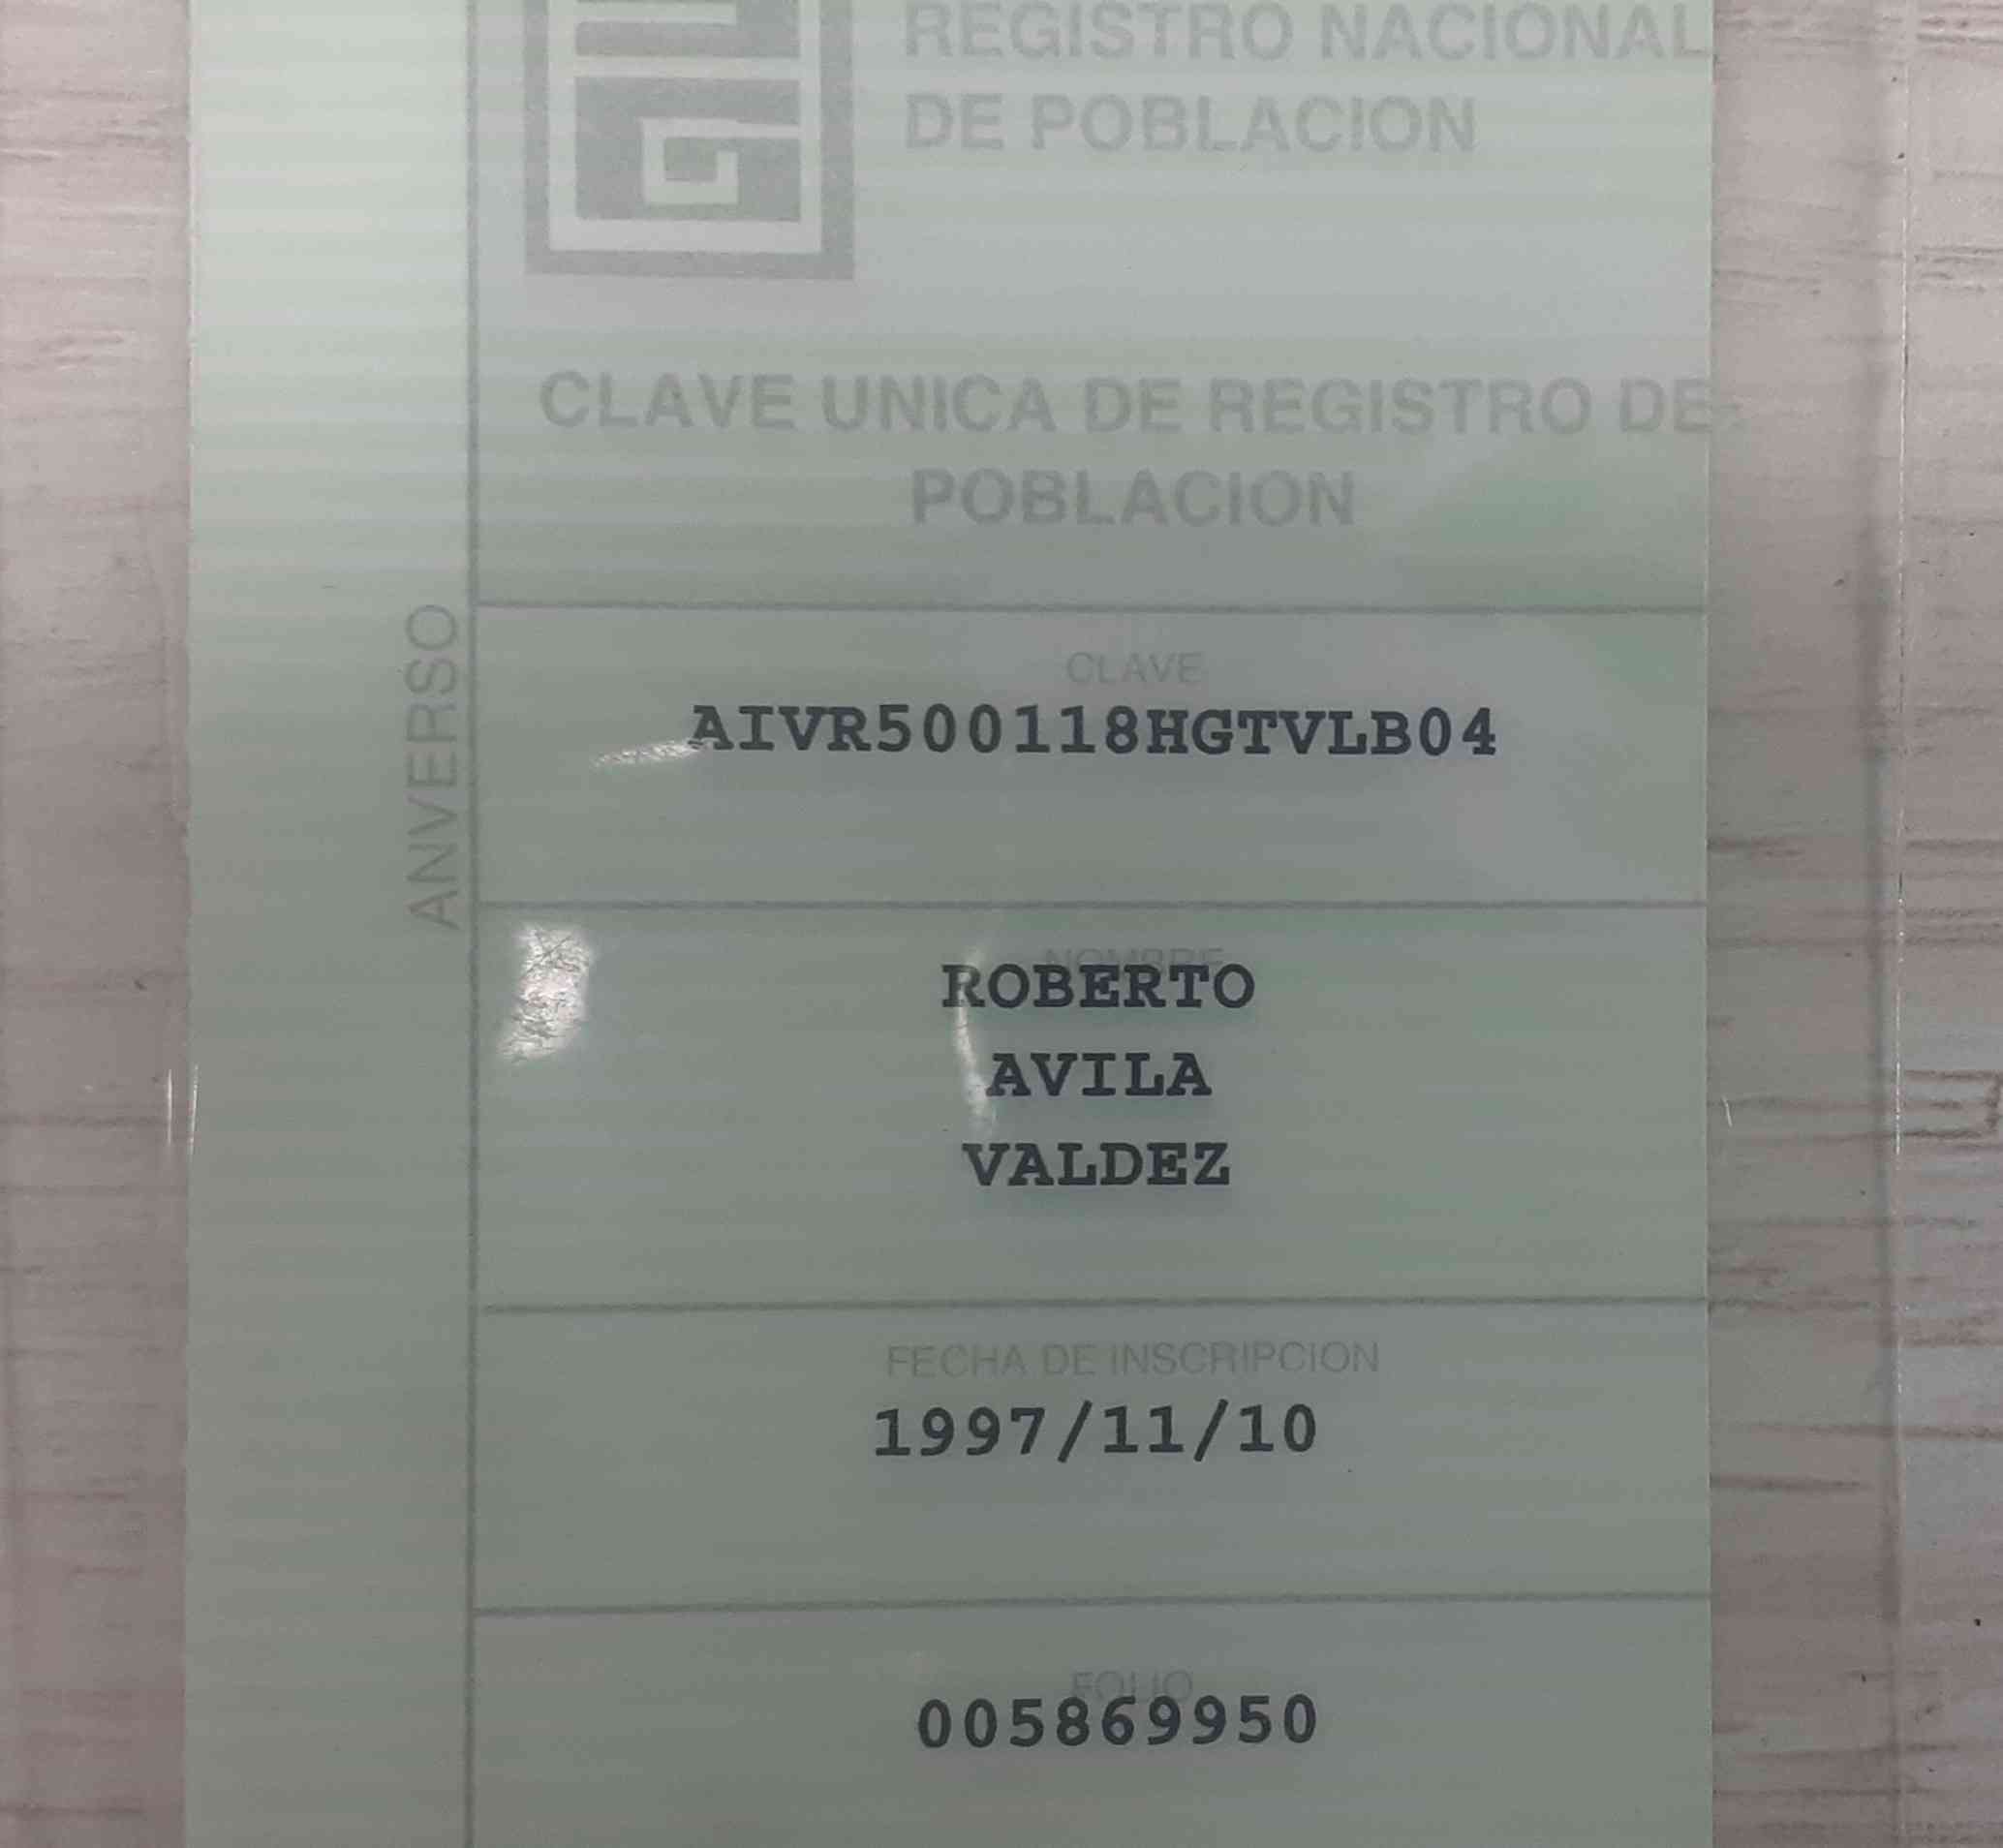 REGISTRO NACIONAL
DE POBLACION
CLAVE UNICA DE REGISTRO DE
POBLACION
ANVERSO
CLAVE
AIVR500118HGTVLB04
NOMBRE
ROBERTO
AVILA
VALDEZ
FECHA DE INSCRIPCION
1997/11/10
FOLIO
005869950